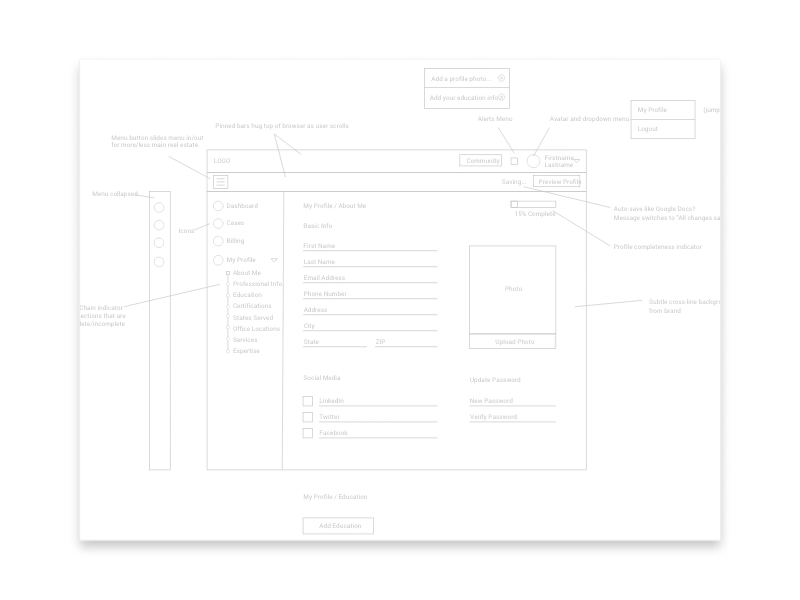 Add a profile photo...
Add your education info
My Profile
(jump
Logout
Alerts Menu
Avatar and dropdown menu
Pinned bars hug top of browser as user scrolls
Menu button slides menu in/out
for more/less main real estate.
LOGO
Community
Firstname
Lastname
Saving...
Preview Profile
Menu collapsed
Icons
Dashboard
Cases
Billing
My Profile
About Me
Professional Info
Education
Certifications
States Served
Office Locations
Services
Expertise
Chain indicator
ections that are
lete/incomplete
My Profile / About Me
15% Complete
Basic Info
First Name
Last Name
Email Address
Phone Number
Address
City
State
ZIP
Photo
Upload Photo
Auto-save like Google Docs?
Message switches to "All changes sa
Profile completeness indicator
Subtle cross-line backgr
from brand
Social Media
LinkedIn
Twitter
Facebook
Update Password
New Password
Verify Password
My Profile / Education
Add Education